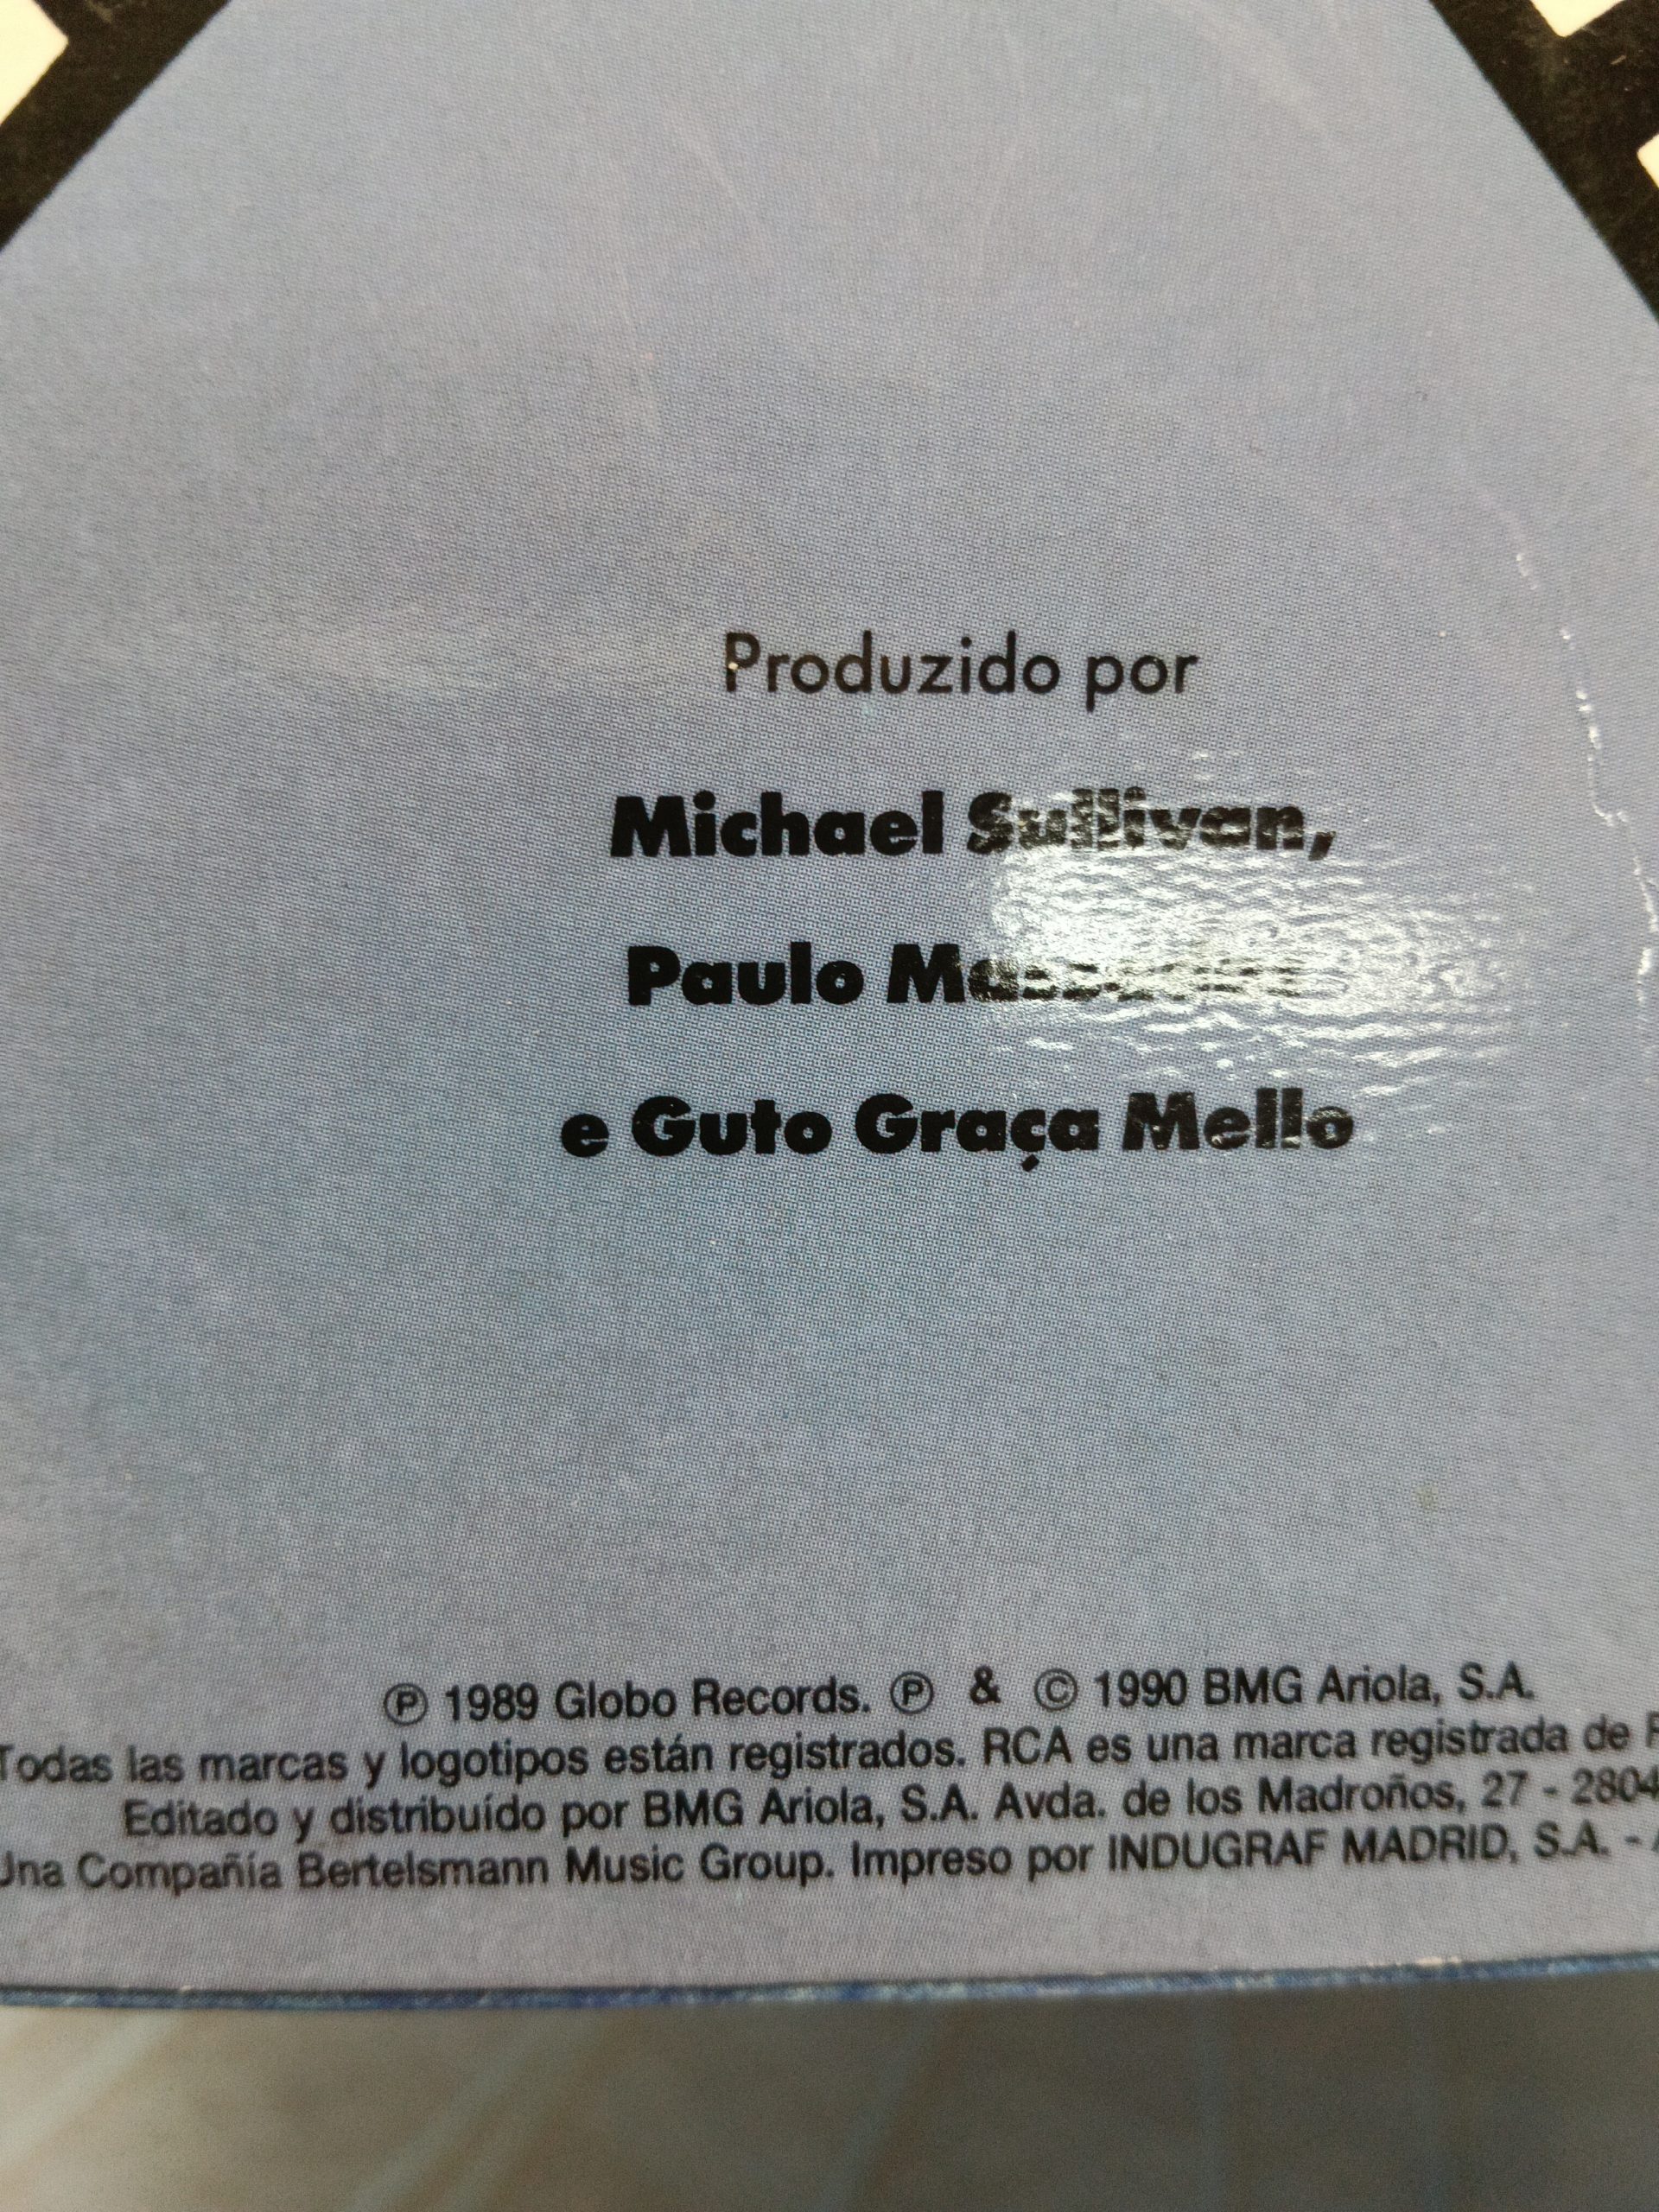 Produzido por
Michael Sullivan,
Paulo
e Guto Graça Mello
℗ 1989 Globo Records. ℗ & © 1990 BMG Ariola, S.A.
Todas las marcas y logotipos están registrados. RCA es una marca registrada de
Editado y distribuído por BMG Ariola, S.A. Avda. de los Madroños, 27 -
Una Compañía Bertelsmann Music Group. Impreso por INDUGRAF MADRID, S.A. -